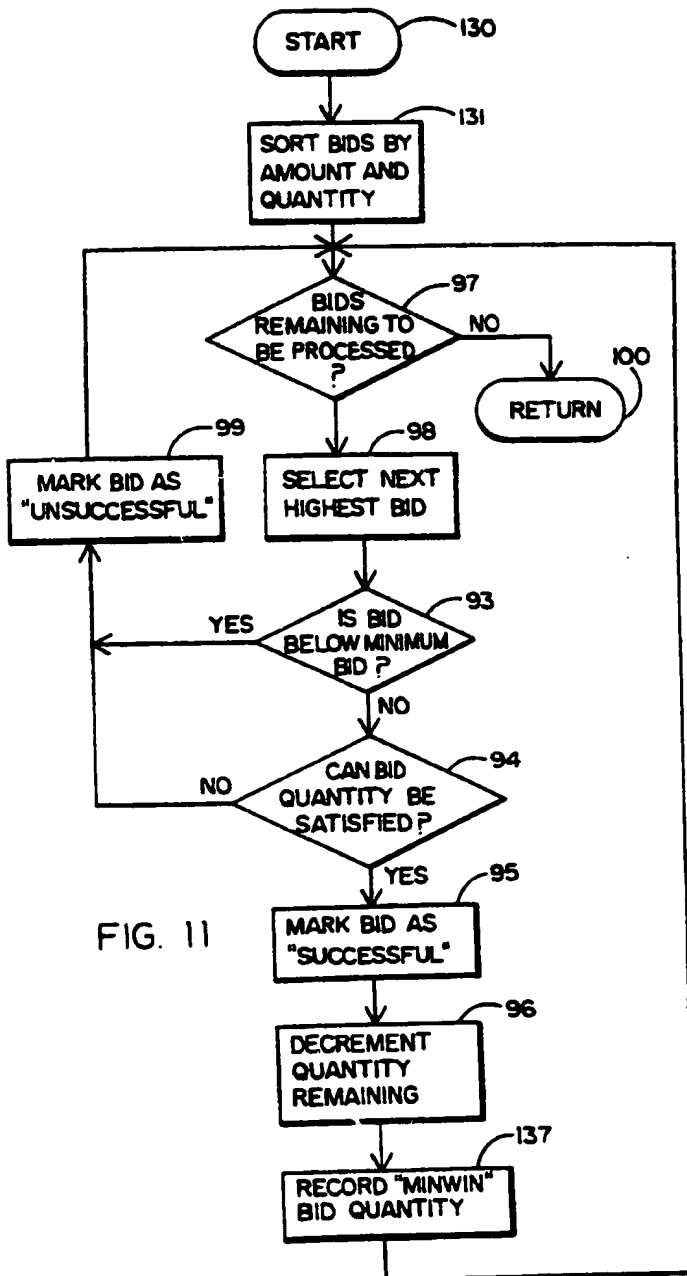 START
130
131
SORT BIDS BY
AMOUNT AND
QUANTITY
97
BIDS
REMAINING TO
BE PROCESSED
?
NO
100
RETURN
99
MARK BID AS
"UNSUCCESSFUL"
98
SELECT NEXT
HIGHEST BID
93
YES
IS BID
BELOW MINIMUM
BID ?
NO
94
NO
CAN BID
QUANTITY BE
SATISFIED ?
YES
95
FIG. 11
MARK BID AS
"SUCCESSFUL"
96
DECREMENT
QUANTITY
REMAINING
137
RECORD "MINWIN"
BID QUANTITY